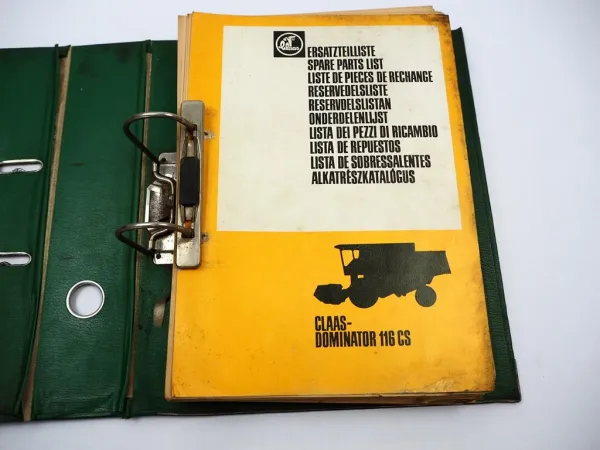 ERSATZTEILLISTE
SPARE PARTS LIST
LISTE DE PIECES DE RECHANGE
RESERVEDELSLISTE
RESERVDELSLISTAN
ONDERDELENLIJST
LISTA DEI PEZZI DI RICAMBIO
LISTA DE REPUESTOS
LISTA DE SOBRESSALENTES
ALKATRÉSZKATALÓGUS
CLAAS-
DOMINATOR 116 CS